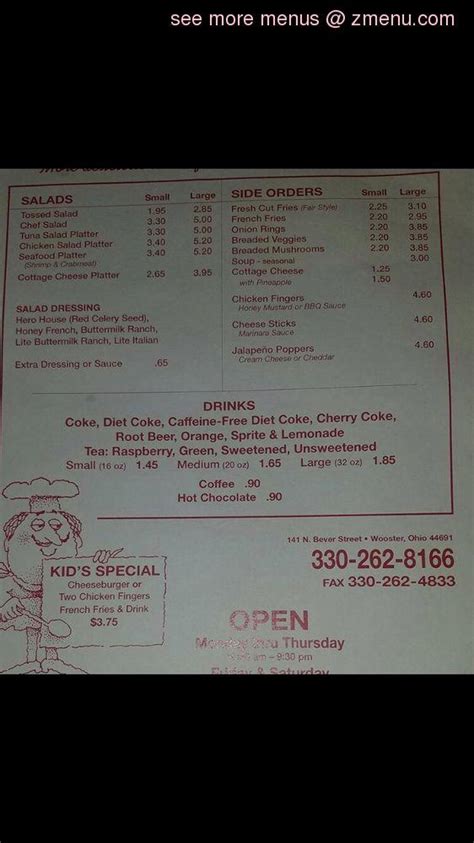 see more menus @ zmenu.com
SALADS Small Large
Tossed Salad 1.95 2.85
Chef Salad 3.30 5.00
Tuna Salad Platter 3.30 5.00
Chicken Salad Platter 3.40 5.20
Seafood Platter 3.40 5.20
(Shrimp & Crabmeat)
Cottage Cheese Platter 2.65 3.95
SALAD DRESSING
Hero House (Red Celery Seed),
Honey French, Buttermilk Ranch,
Lite Buttermilk Ranch, Lite Italian
Extra Dressing or Sauce .65
SIDE ORDERS Small Large
Fresh Cut Fries (Fair Style) 2.25 3.10
French Fries 2.20 2.95
Onion Rings 2.20 3.85
Breaded Veggies 2.20 3.85
Breaded Mushrooms 2.20 3.85
Soup - seasonal 3.00
Cottage Cheese 1.25
with Pineapple 1.50
Chicken Fingers 4.60
Honey Mustard or BBQ Sauce
Cheese Sticks 4.60
Marinara Sauce
Jalapeño Poppers 4.60
Cream Cheese or Cheddar
DRINKS
Coke, Diet Coke, Caffeine-Free Diet Coke, Cherry Coke,
Root Beer, Orange, Sprite & Lemonade
Tea: Raspberry, Green, Sweetened, Unsweetened
Small (16 oz) 1.45 Medium (20 oz) 1.65 Large (32 oz) 1.85
Coffee .90
Hot Chocolate .90
141 N. Bever Street • Wooster, Ohio 44691
330-262-8166
FAX 330-262-4833
KID'S SPECIAL
Cheeseburger or
Two Chicken Fingers
French Fries & Drink
$3.75
OPEN
Monday thru Thursday
am – 9:30 pm
Friday & Saturday